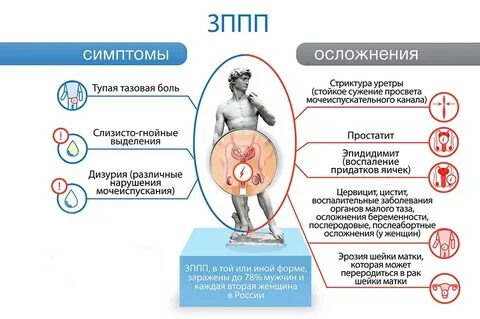 ЗППП
СИМПТОМЫ
ОСЛОЖНЕНИЯ
Тупая тазовая боль
Слизисто-гнойные
выделения
Дизурия (различные
нарушения
мочеиспускания)
Стриктура уретры
(стойкое сужение просвета
мочеиспускательного канала)
Простатит
Эпидидимит
(воспаление
придатков яичек)
Цервицит, цистит,
воспалительные заболевания
органов малого таза,
осложнения беременности,
послеродовые, послеабортные
осложнения (у женщин)
Эрозия шейки матки,
которая может
переродиться в рак
шейки матки
ЗППП, в той или иной форме,
заражены до 78% мужчин и
каждая вторая женщина
в России